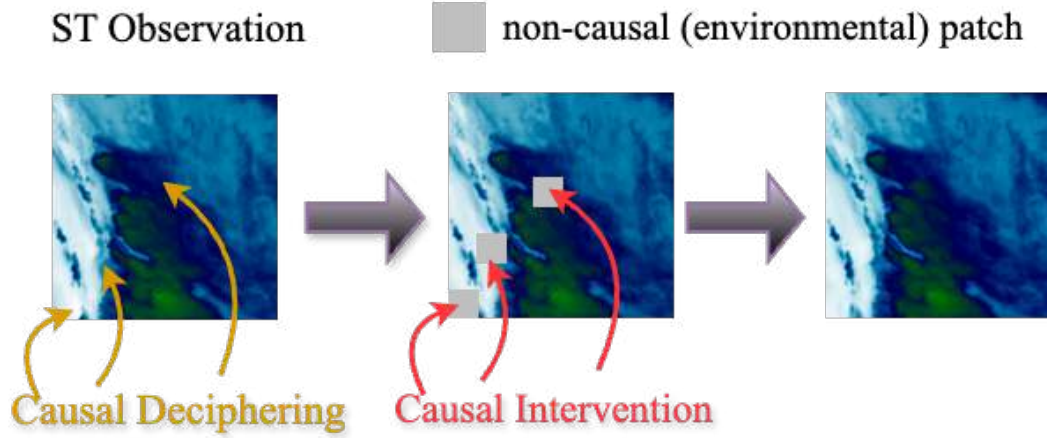 ST Observation
non-causal (environmental) patch
Causal Deciphering
Causal Intervention